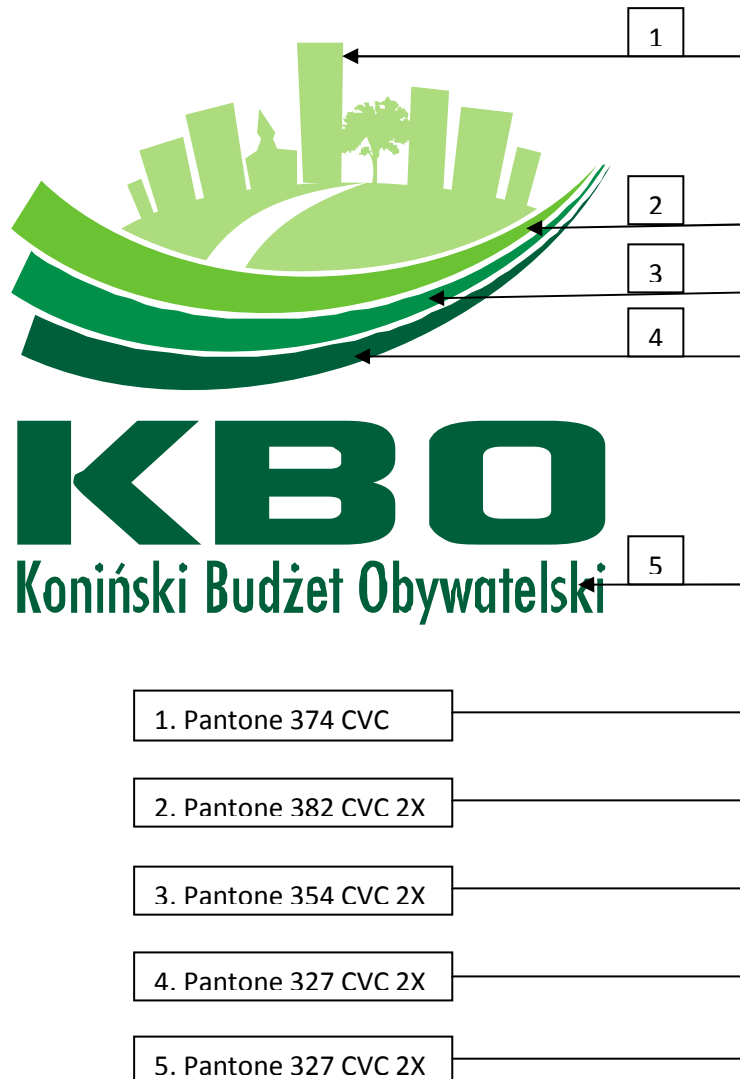 1
2
3
4
KBO
5
Koniński Budżet Obywatelski
1. Pantone 374 CVC
2. Pantone 382 CVC 2X
3. Pantone 354 CVC 2X
4. Pantone 327 CVC 2X
5. Pantone 327 CVC 2X